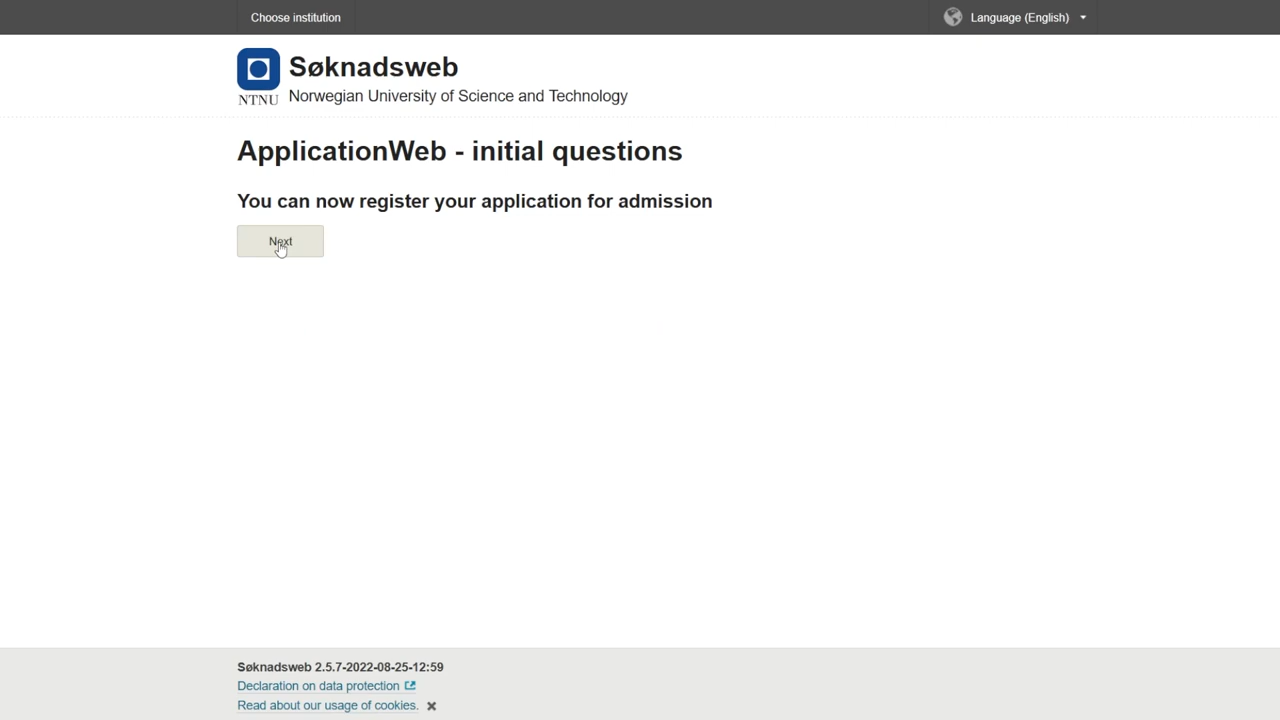 Choose institution
Language (English)
Søknadsweb
NTNU
Norwegian University of Science and Technology
ApplicationWeb - initial questions
You can now register your application for admission
Next
Søknadsweb 2.5.7-2022-08-25-12:59
Declaration on data protection
Read about our usage of cookies.